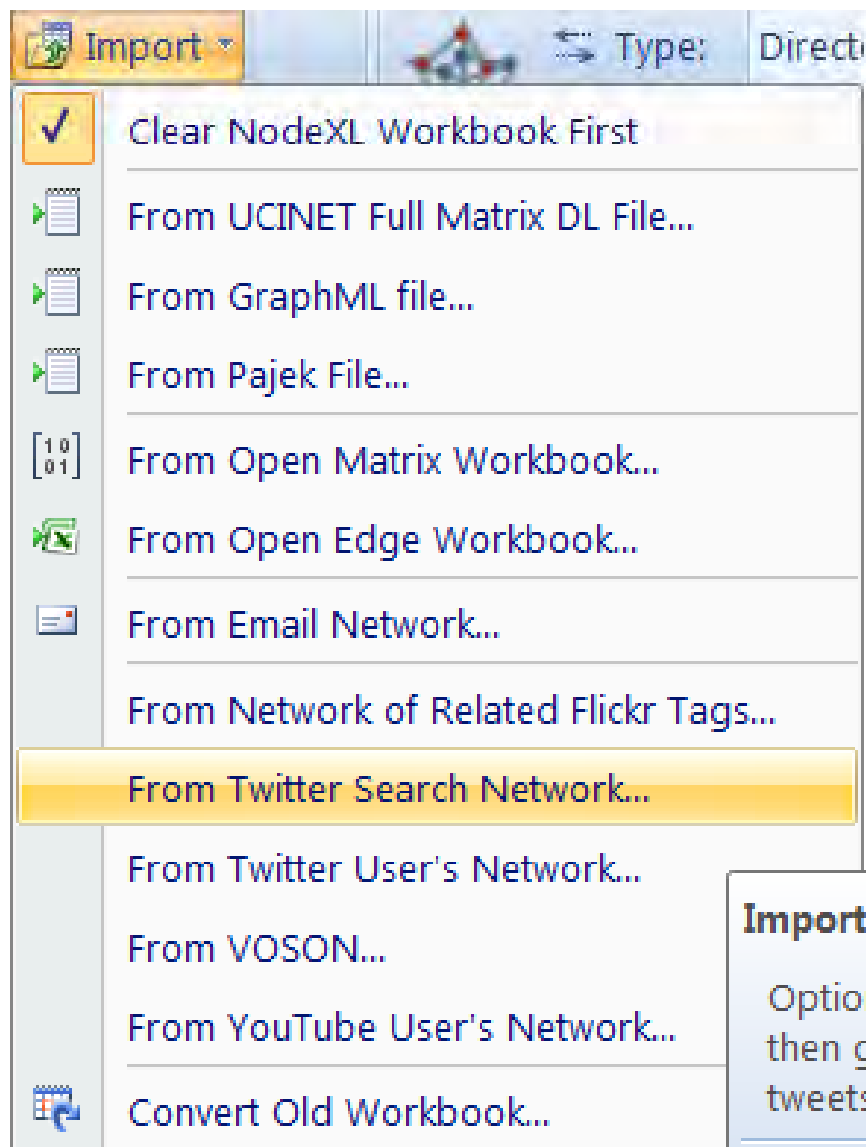 Import Type:
Clear NodeXL Workbook First
From UCINET Full Matrix DL File...
From GraphML file...
From Pajek File...
From Open Matrix Workbook...
From Open Edge Workbook...
From Email Network...
From Network of Related Flickr Tags...
From Twitter Search Network...
From Twitter User's Network...
From VOSON...
From YouTube User's Network...
Convert Old Workbook...
Import
then
tweets